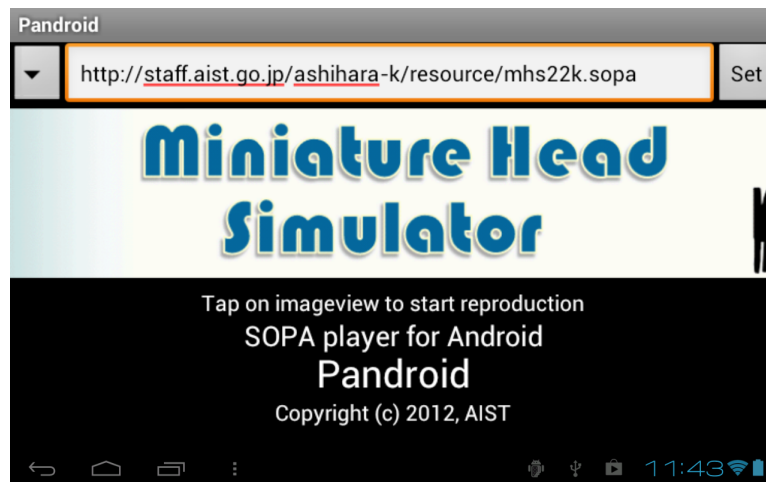 Pandroid
http://staff.aist.go.jp/ashihara-k/resource/mhs22k.sopa Set
Miniature Head
Simulator
Tap on imageview to start reproduction
SOPA player for Android
Pandroid
Copyright (c) 2012, AIST
11:43